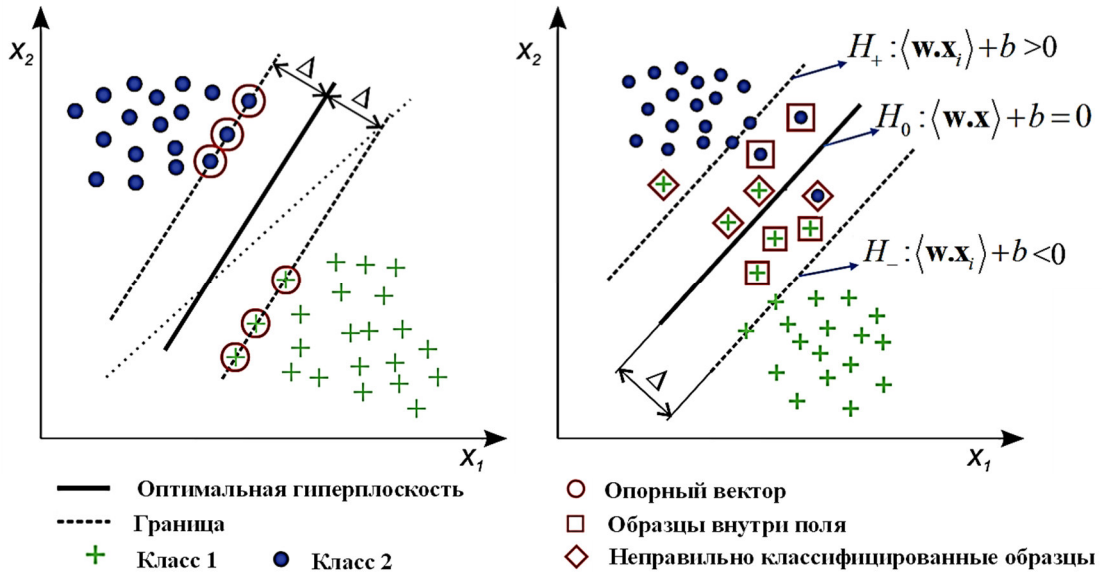 X₂
Δ
Δ
X₁
X₂
H₊ : ⟨w.xᵢ⟩ + b > 0
H₀ : ⟨w.x⟩ + b = 0
H₋ : ⟨w.xᵢ⟩ + b < 0
Δ
X₁
Оптимальная гиперплоскость
Граница
Класс 1
Класс 2
Опорный вектор
Образцы внутри поля
Неправильно классифицированные образцы